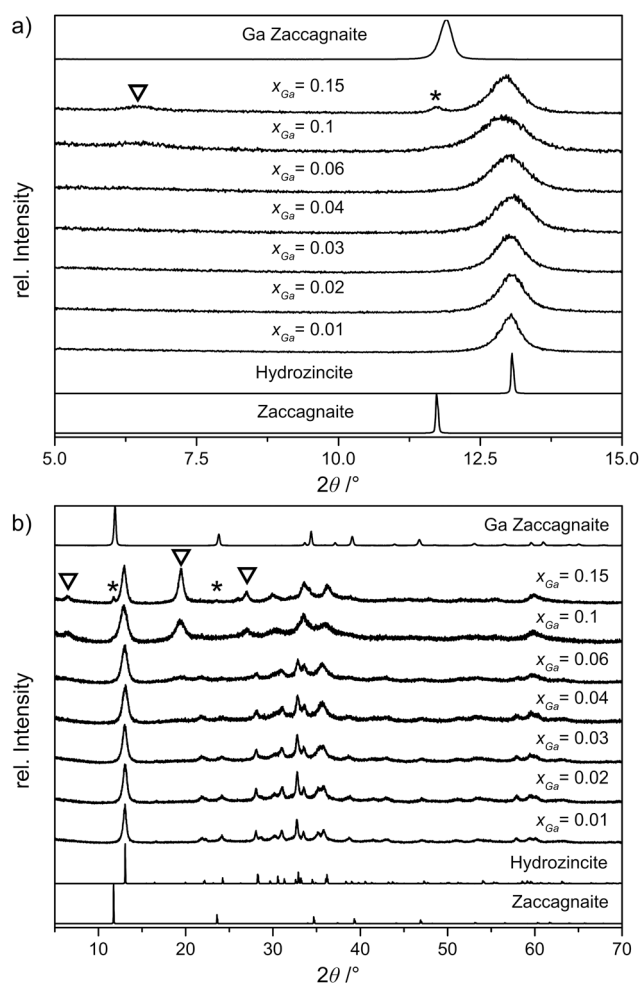 a)
Ga Zaccagnaite
x_Ga = 0.15
*
x_Ga = 0.1
x_Ga = 0.06
x_Ga = 0.04
x_Ga = 0.03
x_Ga = 0.02
x_Ga = 0.01
Hydrozincite
Zaccagnaite
rel. Intensity
5.0 7.5 10.0 12.5 15.0
2θ /°
b)
Ga Zaccagnaite
* *
x_Ga = 0.15
x_Ga = 0.1
x_Ga = 0.06
x_Ga = 0.04
x_Ga = 0.03
x_Ga = 0.02
x_Ga = 0.01
Hydrozincite
Zaccagnaite
rel. Intensity
10 20 30 40 50 60 70
2θ /°